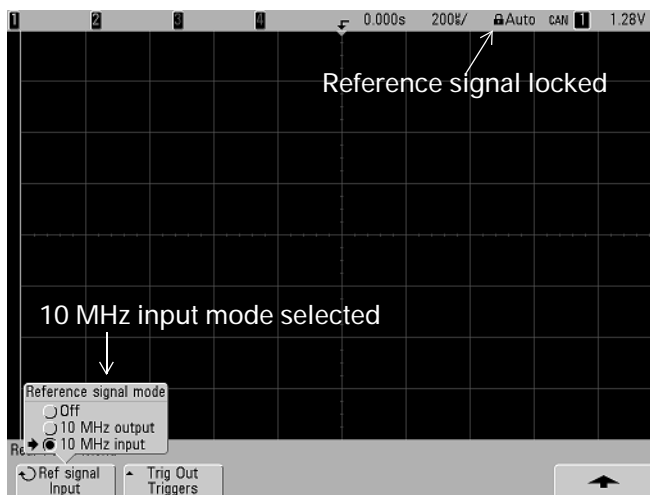 1 2 3 4 0.000s 200㎲/ Auto CAN 1 1.28V
Reference signal locked
10 MHz input mode selected
Reference signal mode
Off
10 MHz output
10 MHz input
Ref signal
Input
Trig Out
Triggers